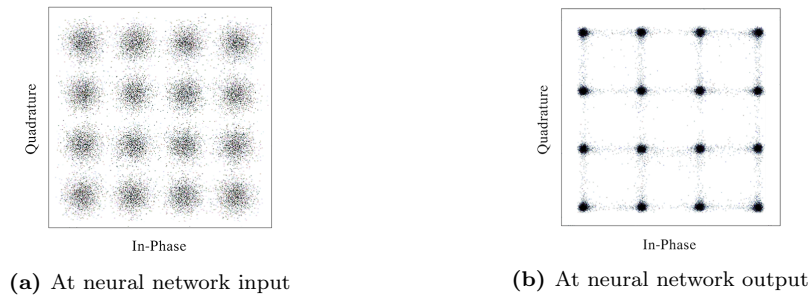 Quadrature
In-Phase
(a) At neural network input
Quadrature
In-Phase
(b) At neural network output